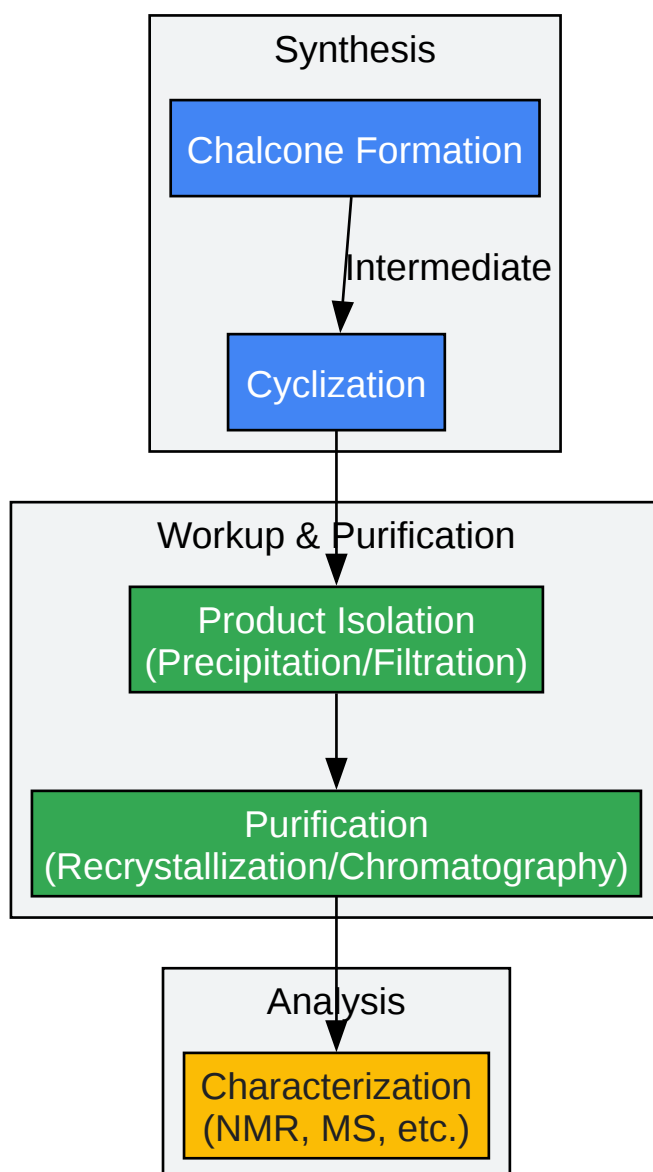 Synthesis
Chalcone Formation
Intermediate
Cyclization
Workup & Purification
Product Isolation
(Precipitation/Filtration)
Purification
(Recrystallization/Chromatography)
Analysis
Characterization
(NMR, MS, etc.)